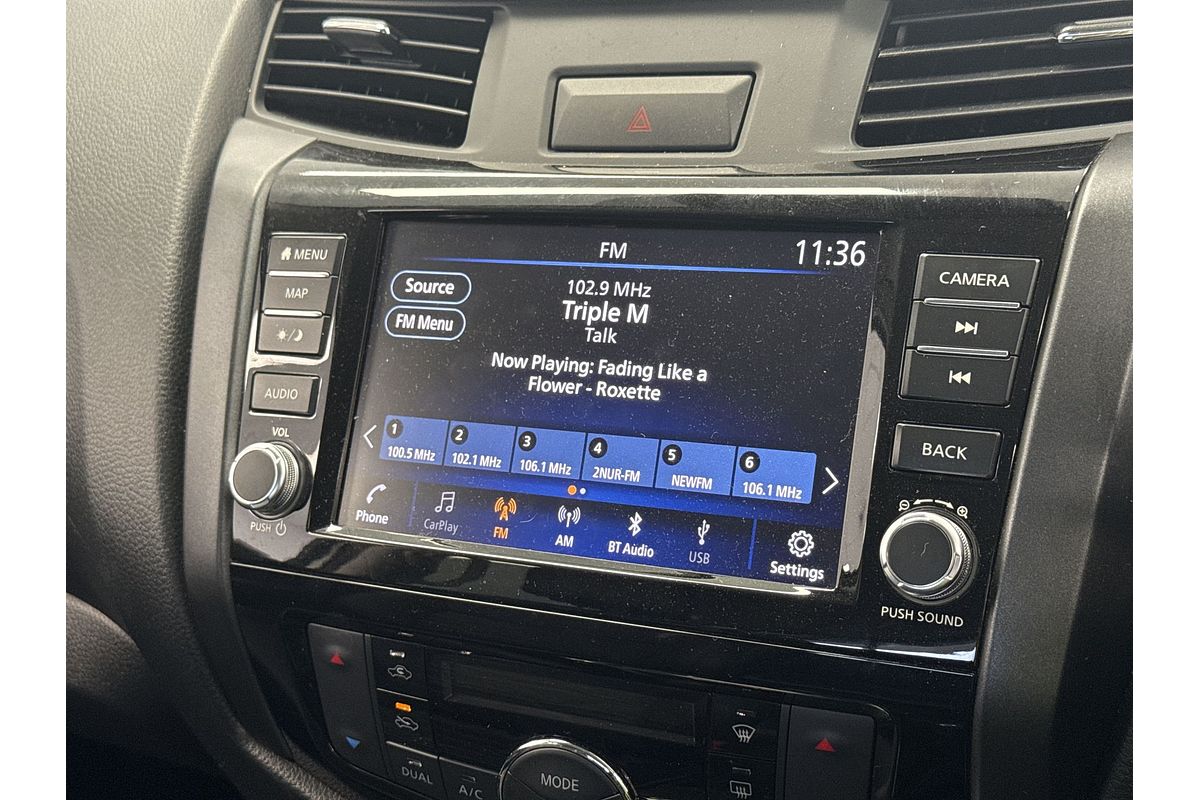 FM
11:36
MENU
MAP
AUDIO
VOL
PUSH
Source
FM Menu
102.9 MHz
Triple M
Talk
Now Playing: Fading Like a
Flower - Roxette
1 100.5 MHz
2 102.1 MHz
3 106.1 MHz
4 2NUR-FM
5 NEWFM
6 106.1 MHz
Phone
CarPlay
FM
AM
BT Audio
USB
Settings
CAMERA
BACK
PUSH SOUND
DUAL
A/C
MODE